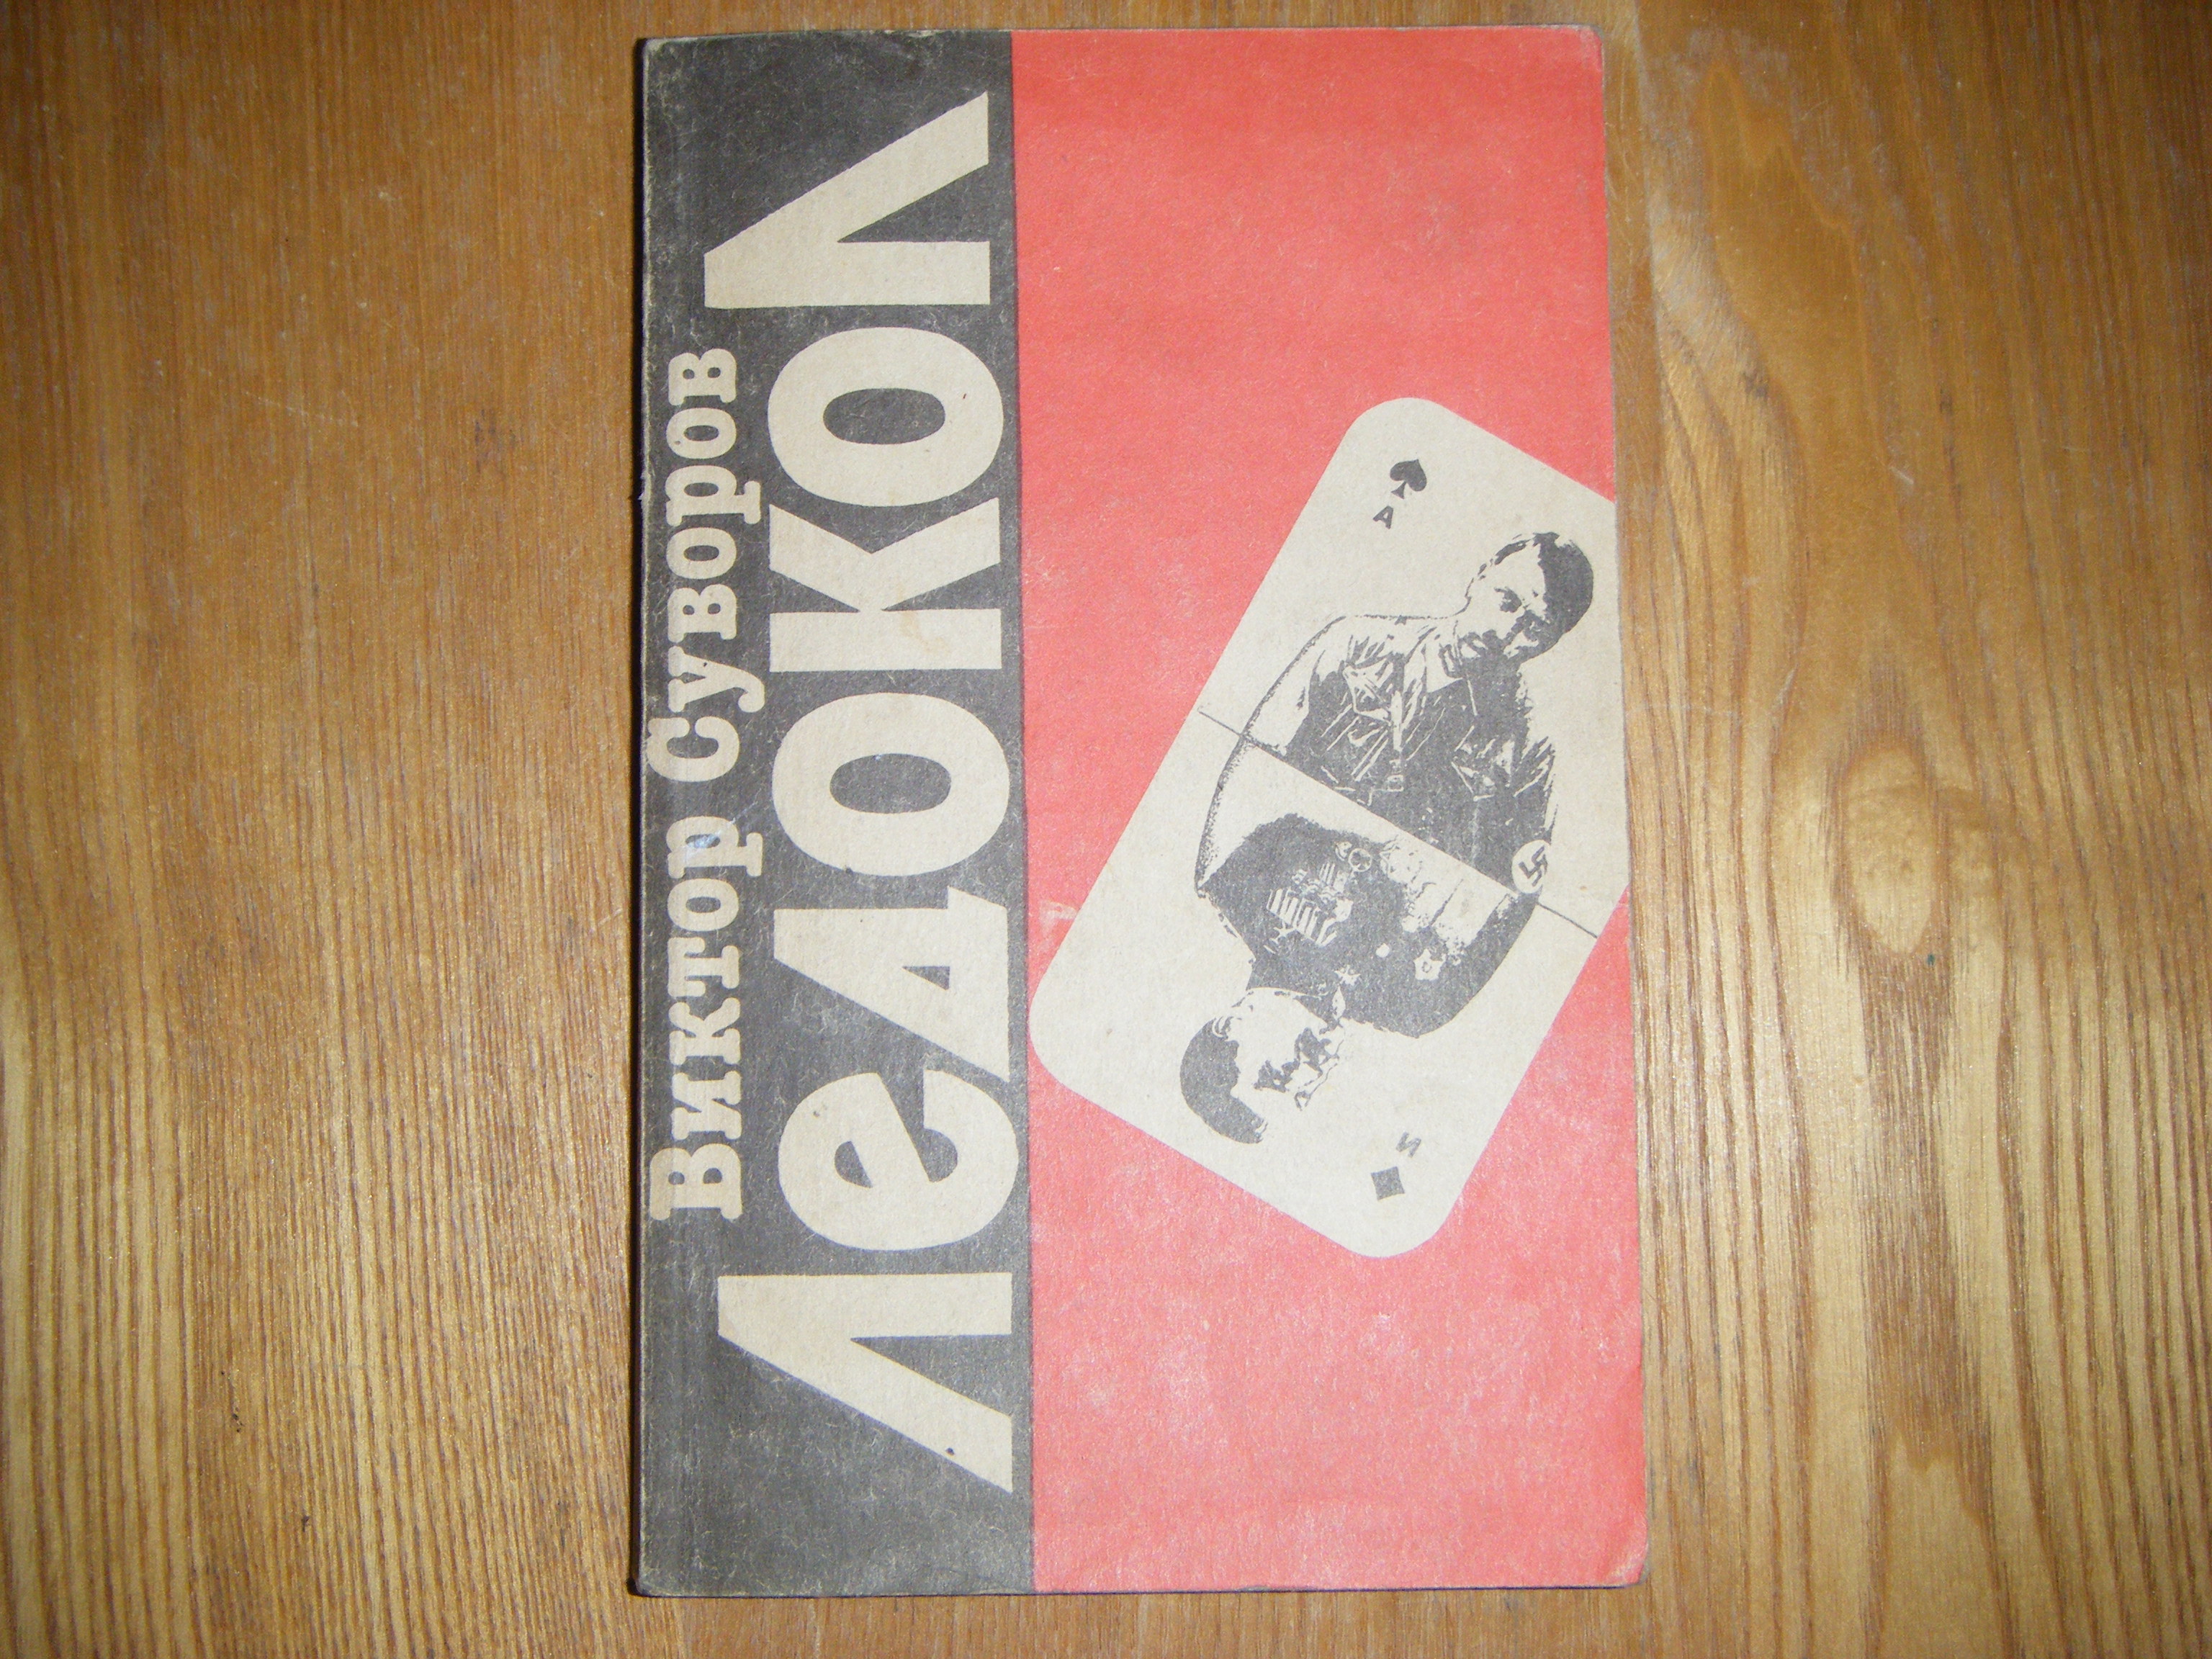 Виктор Суворов
Ледокол
А
И